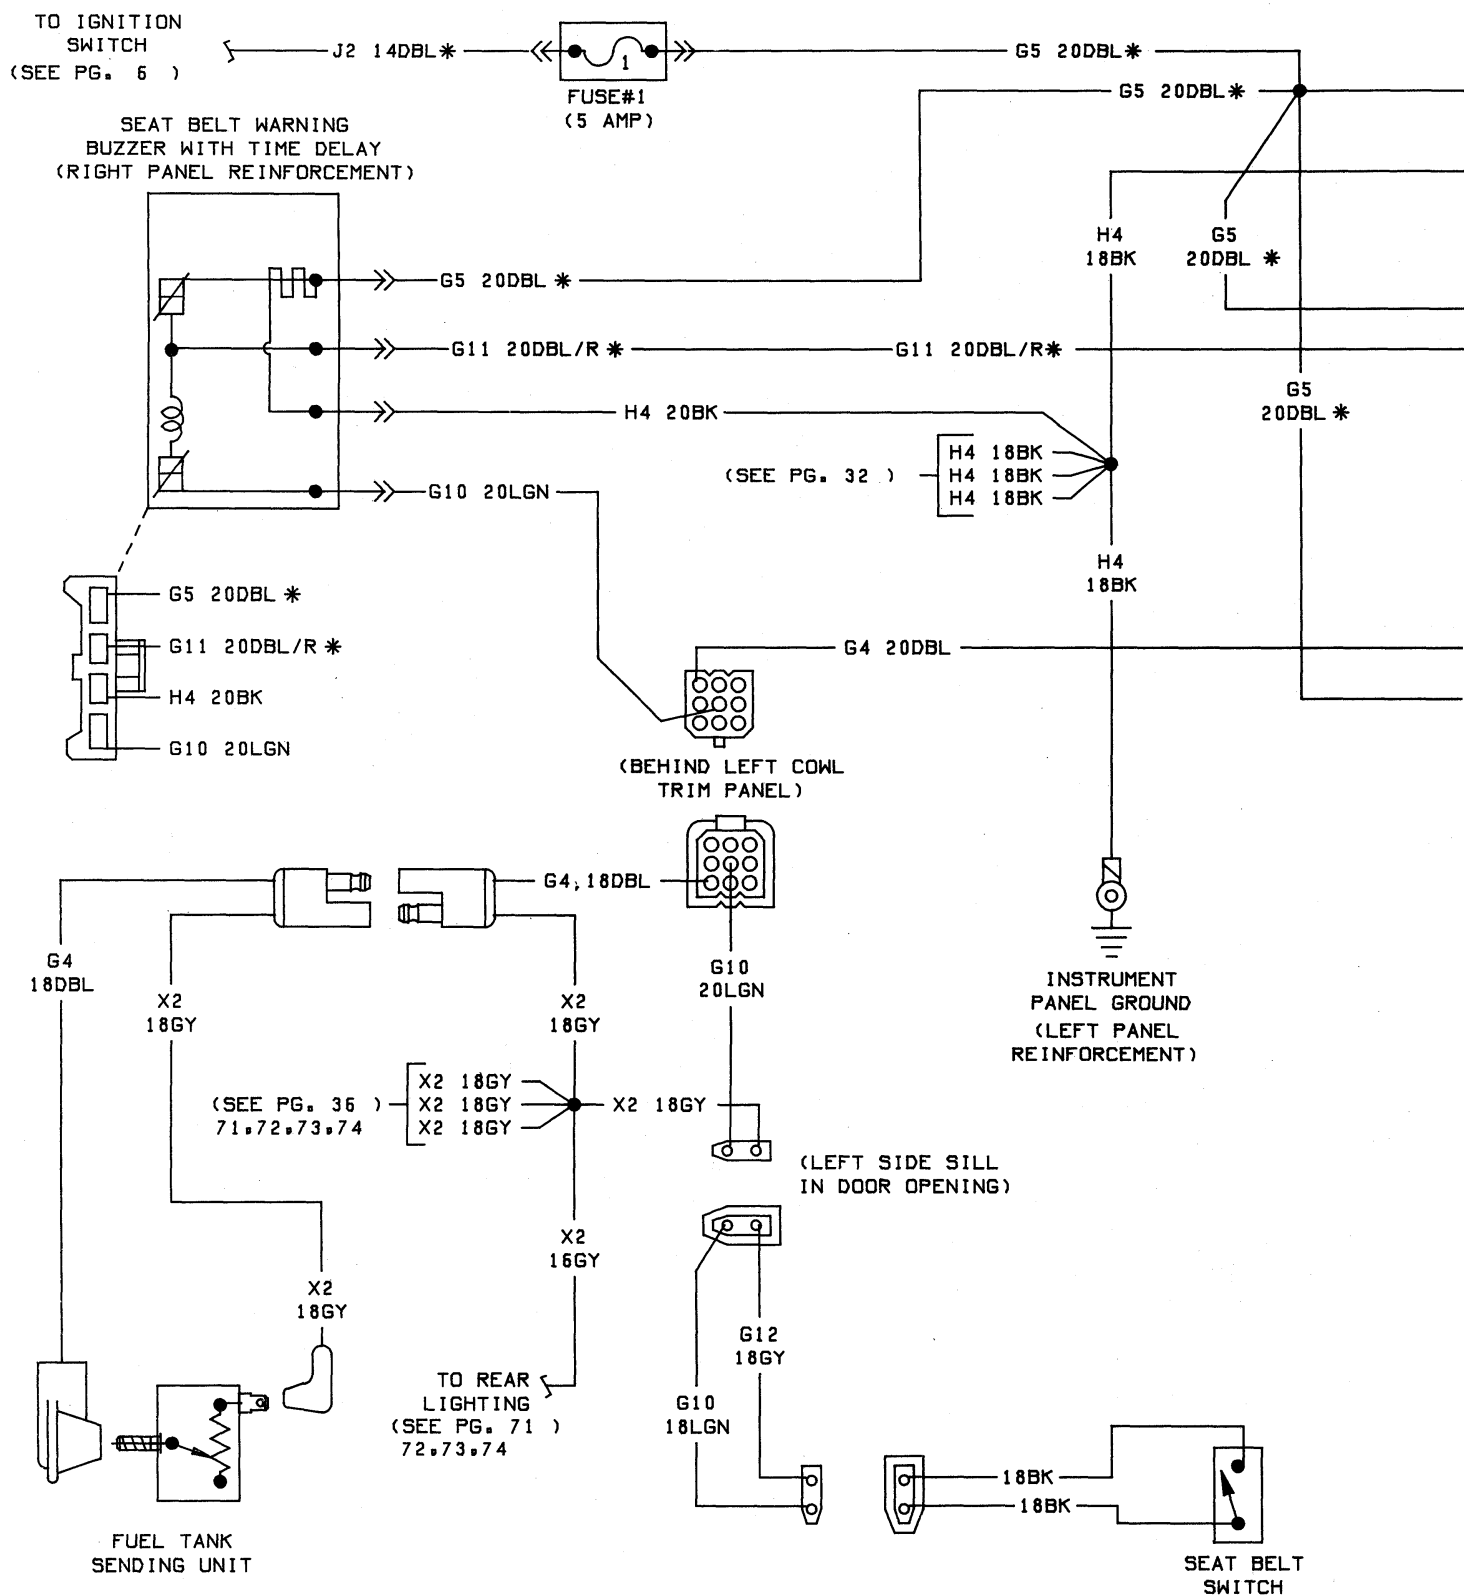 TO IGNITION
SWITCH
(SEE PG. 6 )
J2 14DBL*
1
FUSE#1
(5 AMP)
G5 20DBL*
G5 20DBL*
SEAT BELT WARNING
BUZZER WITH TIME DELAY
(RIGHT PANEL REINFORCEMENT)
H4
18BK
G5
20DBL *
G5 20DBL *
G11 20DBL/R *
G11 20DBL/R*
G5
20DBL *
H4 20BK
(SEE PG. 32 )
H4 18BK
H4 18BK
H4 18BK
G10 20LGN
H4
18BK
G5 20DBL *
G11 20DBL/R *
H4 20BK
G10 20LGN
G4 20DBL
(BEHIND LEFT COWL
TRIM PANEL)
G4, 18DBL
G4
18DBL
X2
18GY
X2
18GY
G10
20LGN
INSTRUMENT
PANEL GROUND
(LEFT PANEL
REINFORCEMENT)
(SEE PG. 36 )
71,72,73,74
X2 18GY
X2 18GY
X2 18GY
X2 18GY
(LEFT SIDE SILL
IN DOOR OPENING)
X2
16GY
X2
18GY
G12
18GY
TO REAR
LIGHTING
(SEE PG. 71 )
72,73,74
G10
18LGN
18BK
18BK
FUEL TANK
SENDING UNIT
SEAT BELT
SWITCH